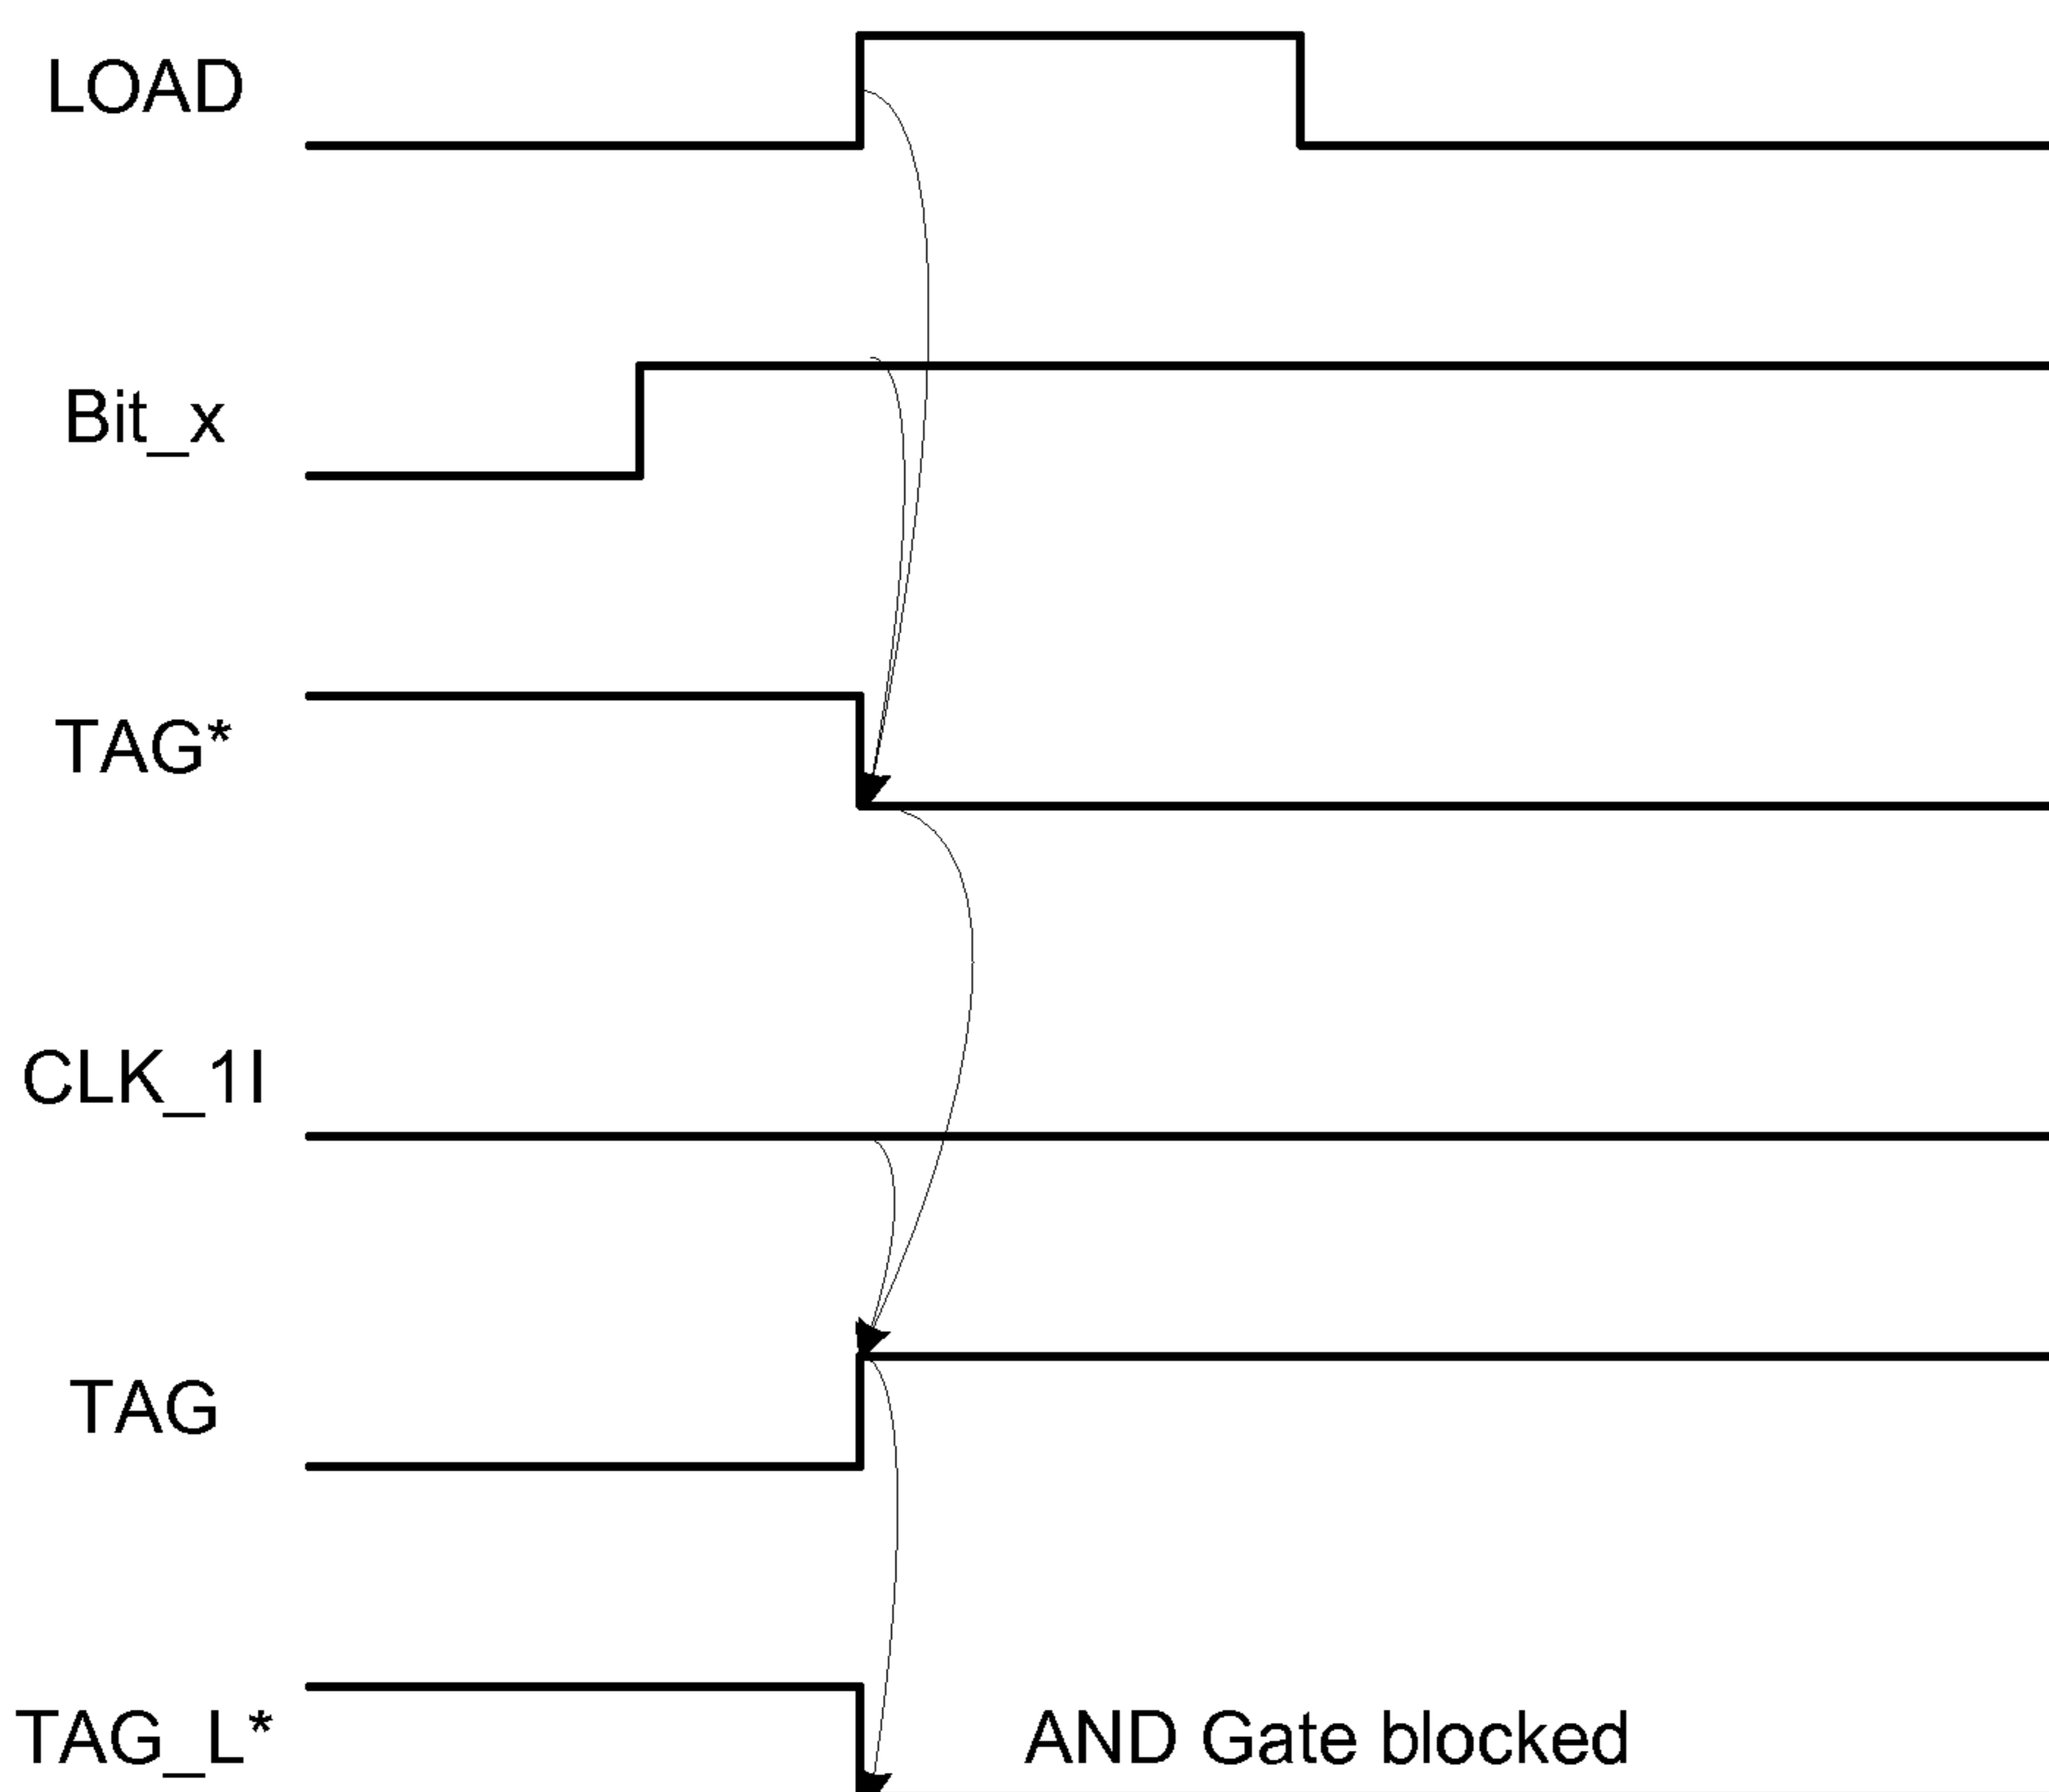 LOAD
Bit_x
TAG*
CLK_1I
TAG
TAG_L*
AND Gate blocked